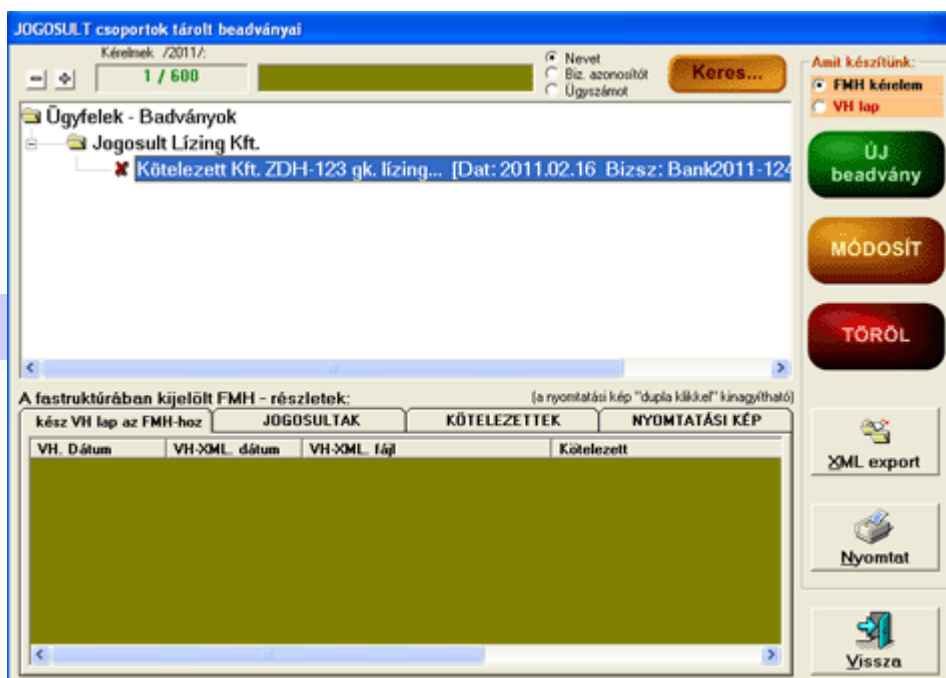 JOGOSULT csoportok tárolt beadványai
Kérelmek /2011/:
1 / 600
Nevet
Biz. azonosítót
Ügyszámot
Keres...
Amit készítünk:
FMH kérelem
VH lap
Ügyfelek - Badványok
Jogosult Lízing Kft.
Kötelezett Kft. ZDH-123 gk. lízing... [Dat: 2011.02.16 Bizsz: Bank2011-124
ÚJ
beadvány
MÓDOSÍT
TÖRÖL
A fastruktúrában kijelölt FMH - részletek:
(a nyomtatási kép "dupla klikkel" kinagyítható)
kész VH lap az FMH-hoz
JOGOSULTAK
KÖTELEZETTEK
NYOMTATÁSI KÉP
VH. Dátum
VH-XML. dátum
VH-XML. fájl
Kötelezett
XML export
Nyomtat
Vissza